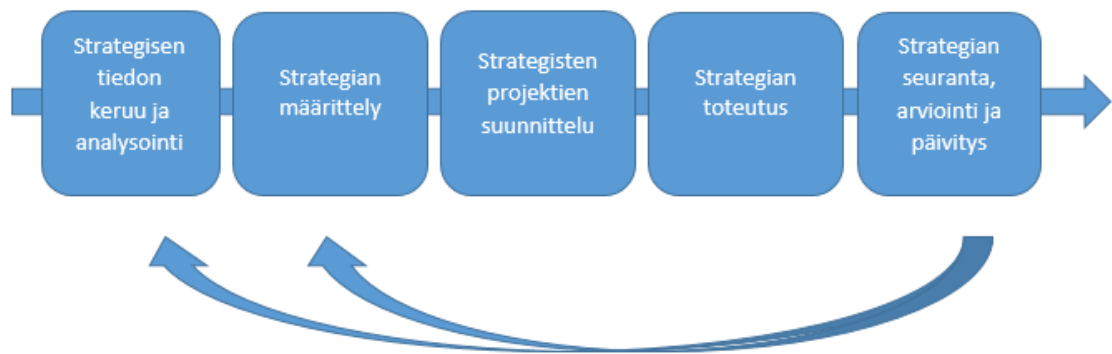 Strategisen
tiedon
keruu ja
analysointi
Strategian
määrittely
Strategisten
projektien
suunnittelu
Strategian
toteutus
Strategian
seuranta,
arviointi ja
päivitys